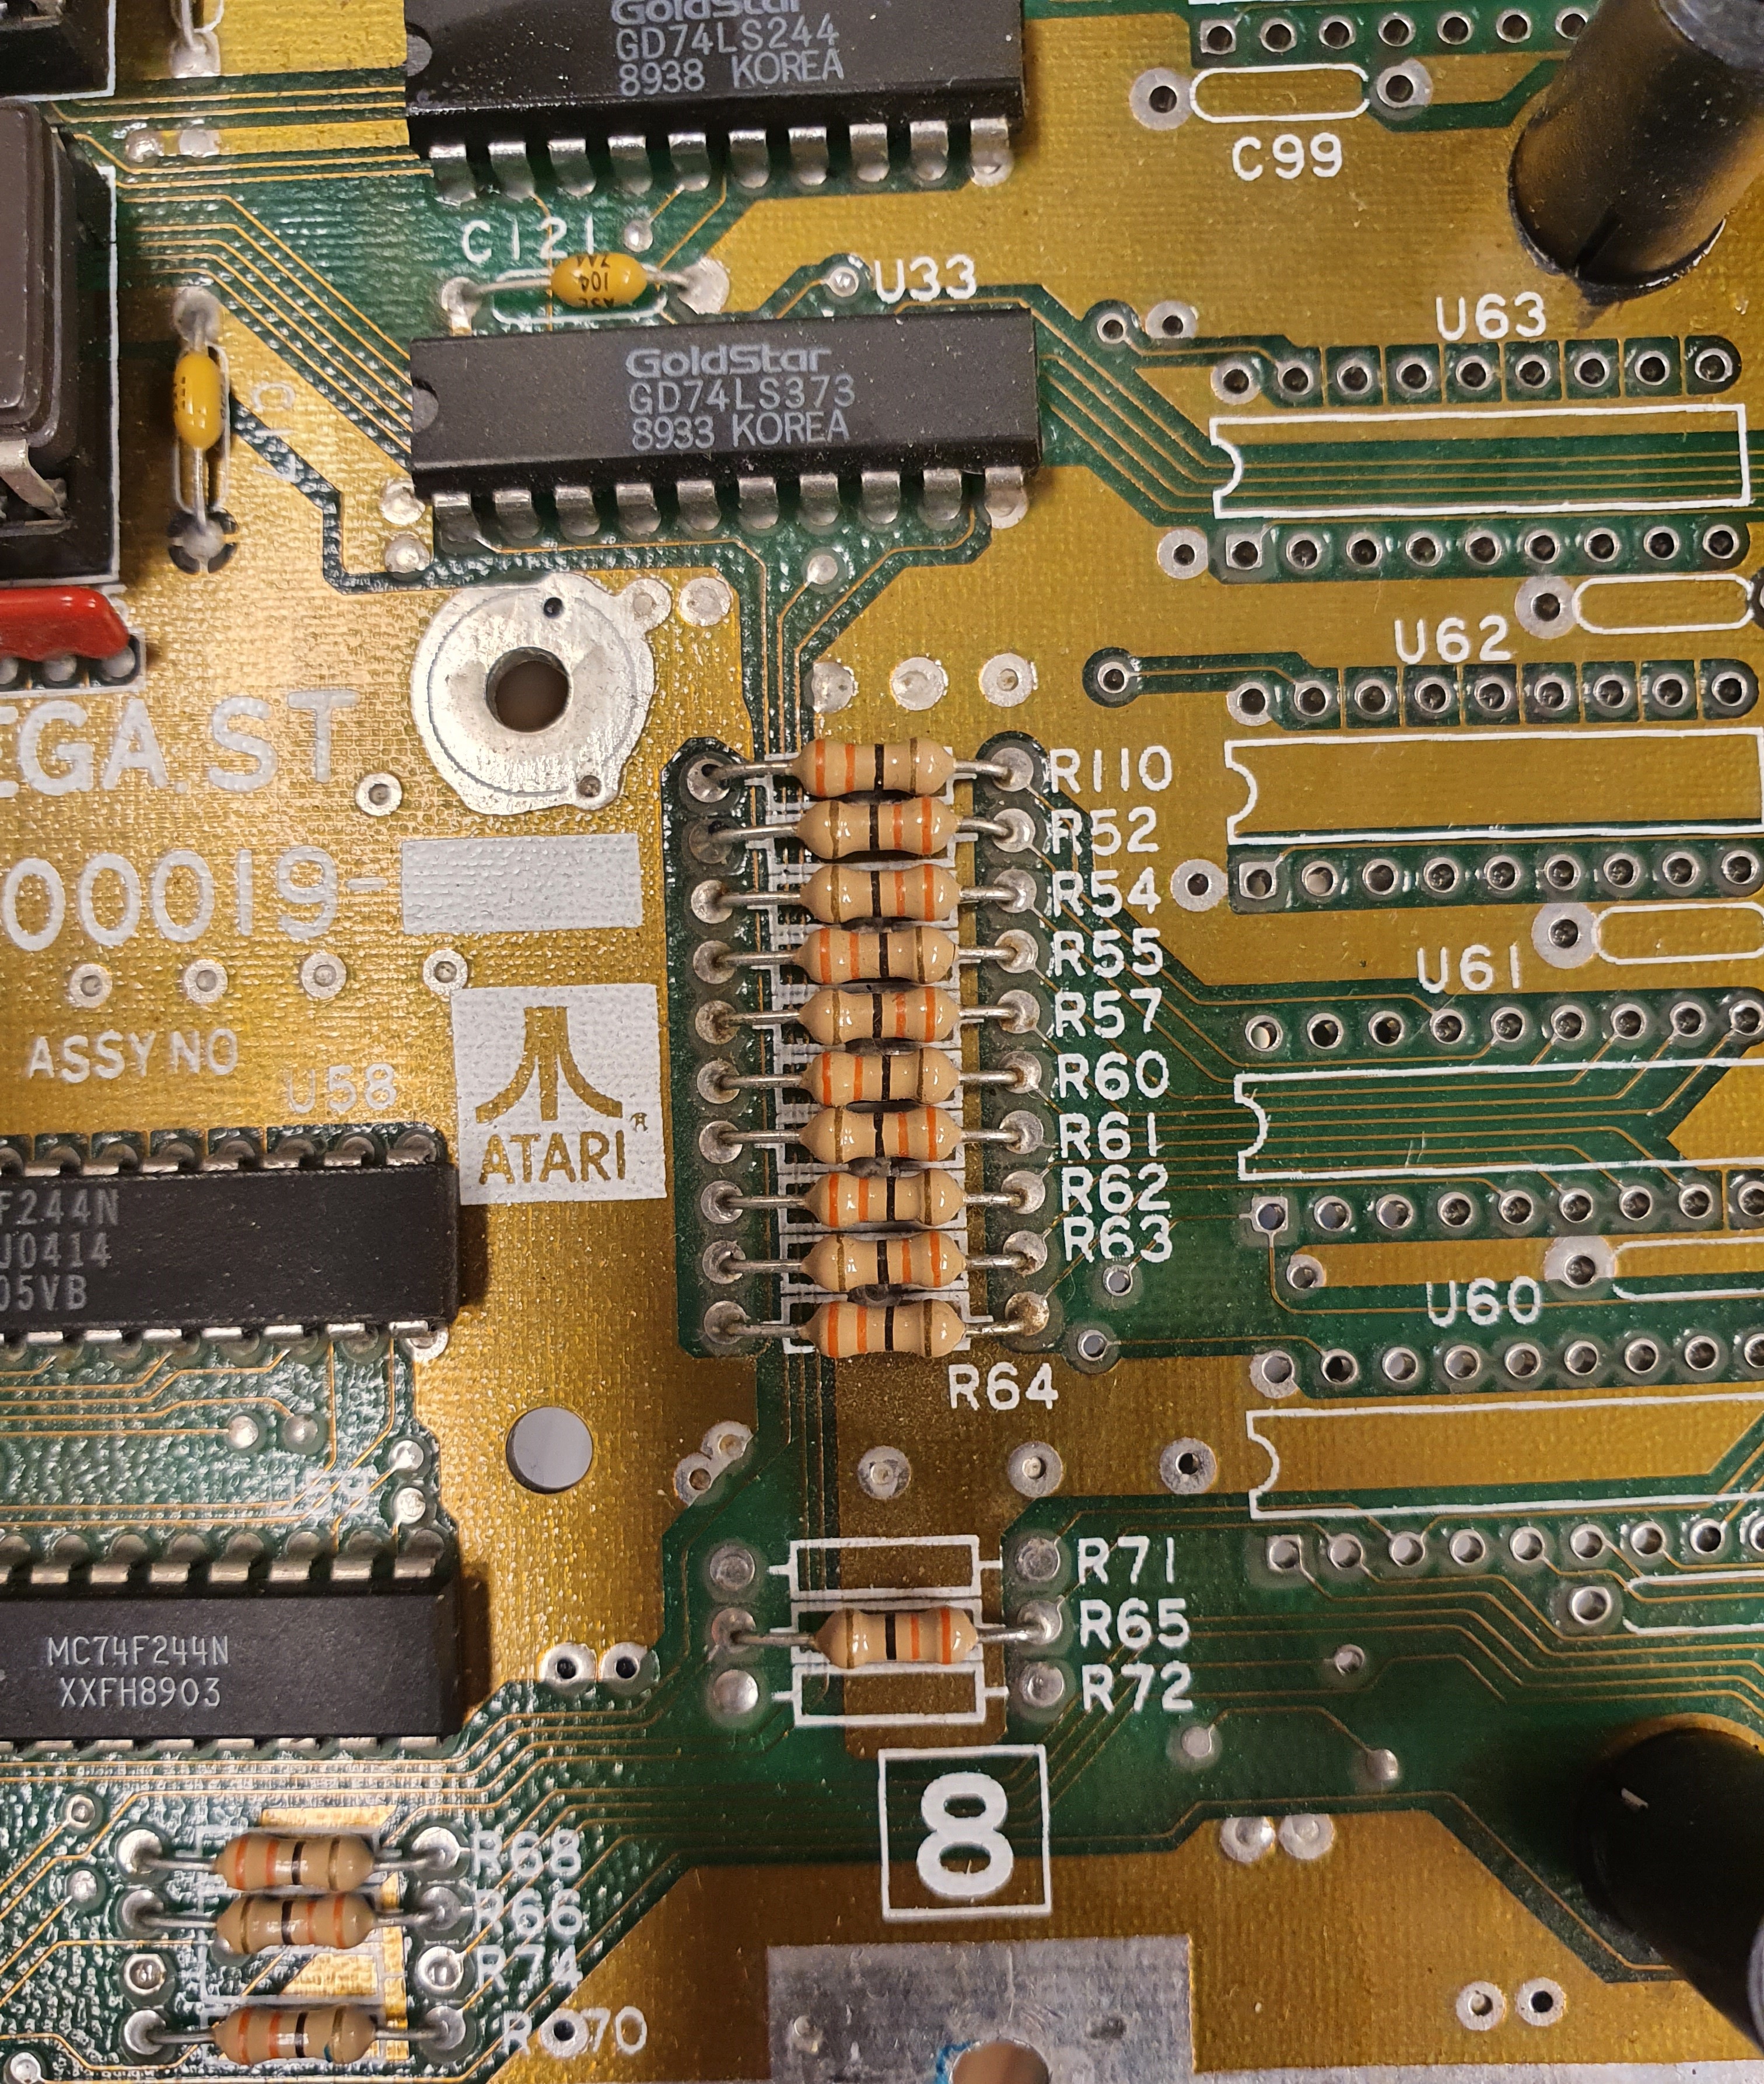 GoldStar
GD74LS244
8938 KOREA
C99
C121
104
U33
U63
GoldStar
GD74LS373
8933 KOREA
U62
EGA ST
R110
R52
00019-
R54
R55
U61
R57
ASSY NO
U58
R60
ATARI
R61
R62
F244N
R63
J0414
05VB
U60
R64
R71
R65
MC74F244N
XXFH8903
R72
8
R68
R66
R74
R70